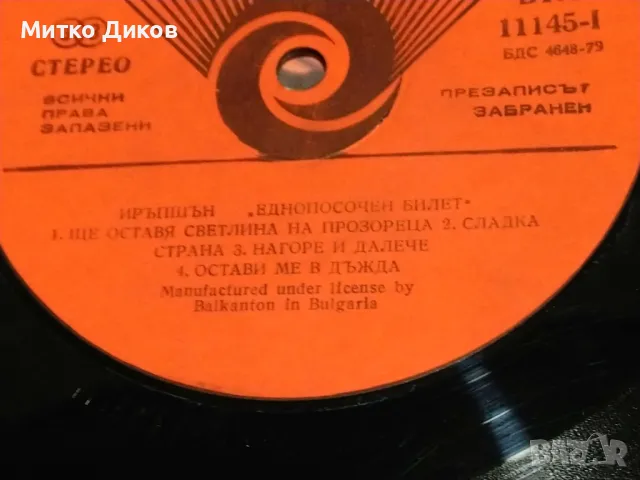 Митко Диков
11145-I
БДС 4648-79
СТЕРЕО
ВСИЧКИ
ПРАВА
ЗАПАЗЕНИ
ПРЕЗАПИСЪТ
ЗАБРАНЕН
ИРЪПШЪН „ЕДНОПОСОЧЕН БИЛЕТ"
1. ЩЕ ОСТАВЯ СВЕТЛИНА НА ПРОЗОРЕЦА 2. СЛАДКА
СТРАНА 3. НАГОРЕ И ДАЛЕЧЕ
4. ОСТАВИ МЕ В ДЪЖДА
Manufactured under license by
Balkanton in Bulgaria
BAZAR